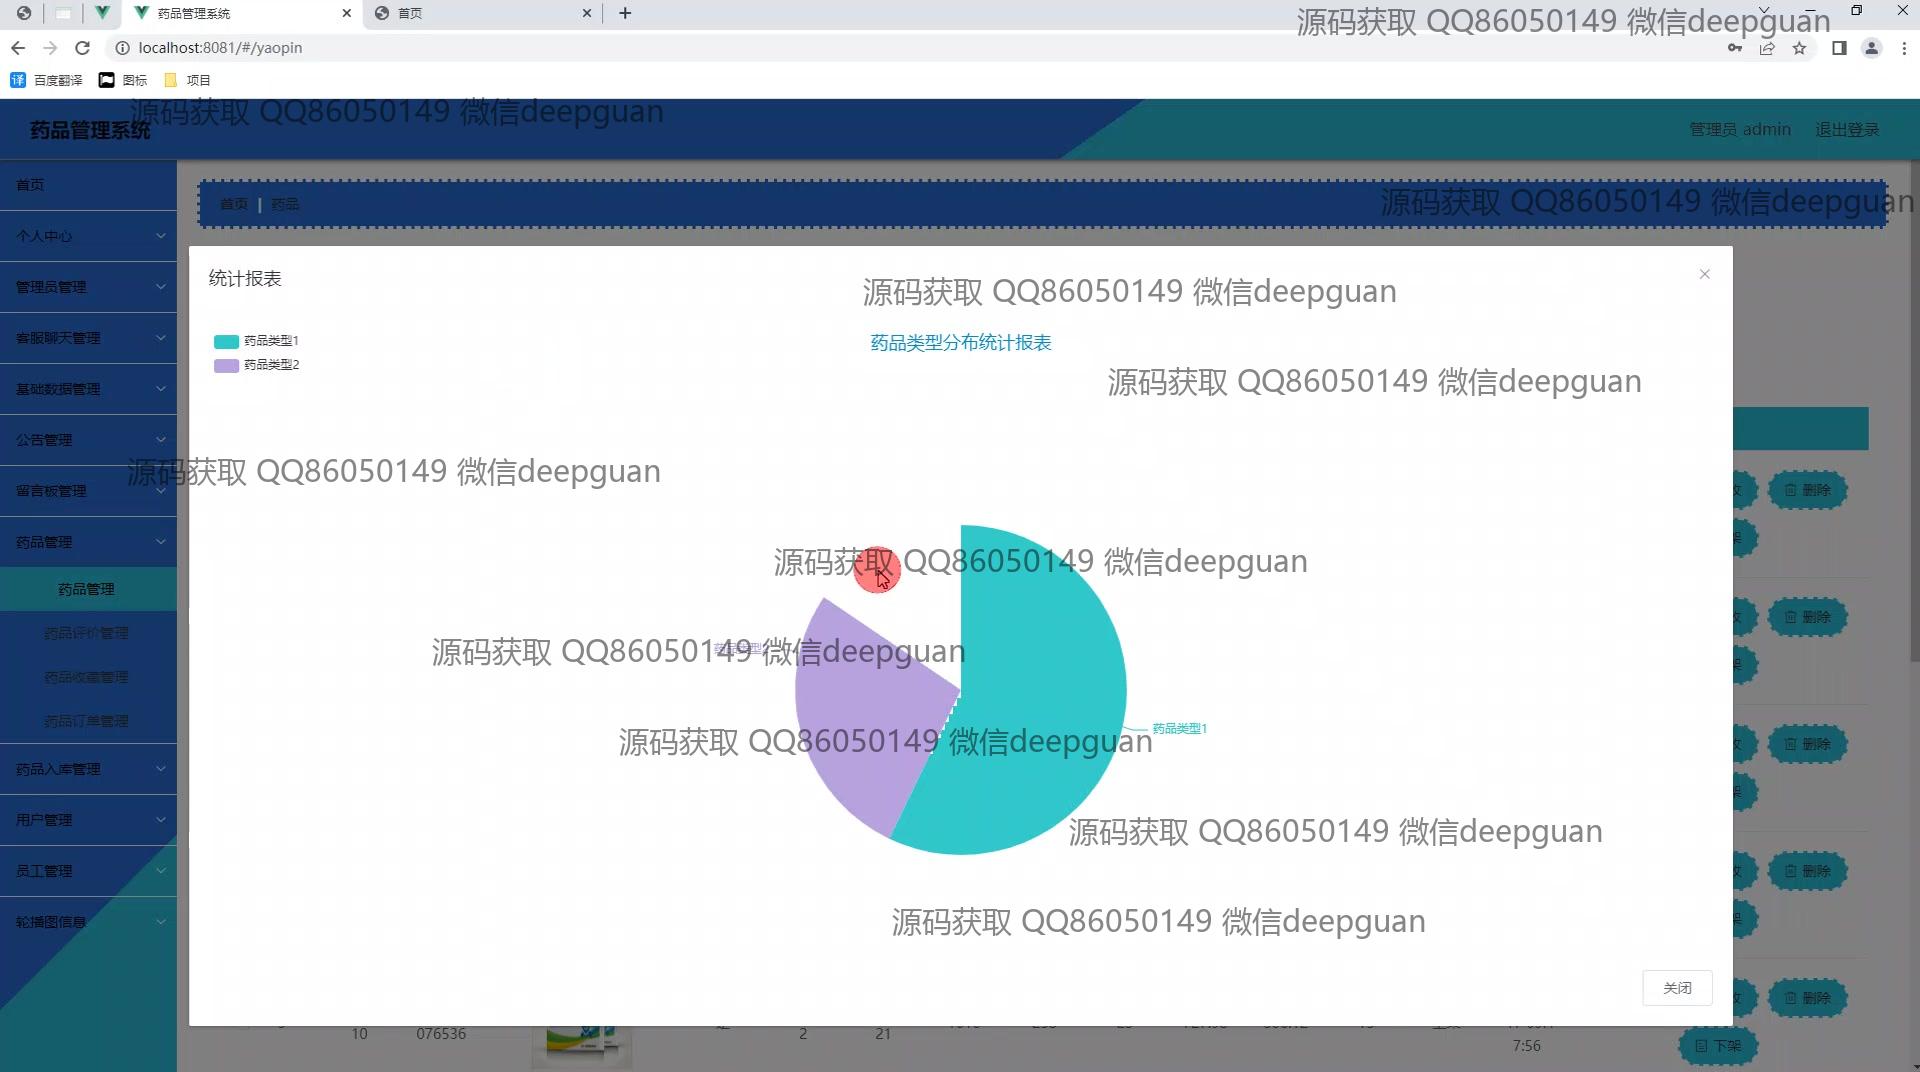 药品管理系统
首页
源码获取 QQ86050149 微信deepguan
localhost:8081/#/yaopin
百度翻译
图标
项目
源码获取 QQ86050149 微信deepguan
药品管理系统
管理员 admin
退出登录
首页
首页 | 药品
源码获取 QQ86050149 微信deepguan
个人中心
管理员管理
客服聊天管理
基础数据管理
公告管理
留言板管理
药品管理
药品管理
药品评价管理
药品收藏管理
药品订单管理
药品入库管理
用户管理
员工管理
轮播图信息
统计报表
源码获取 QQ86050149 微信deepguan
药品类型1
药品类型2
药品类型分布统计报表
源码获取 QQ86050149 微信deepguan
源码获取 QQ86050149 微信deepguan
源码获取 QQ86050149 微信deepguan
源码获取 QQ86050149 微信deepguan
药品类型1
源码获取 QQ86050149 微信deepguan
源码获取 QQ86050149 微信deepguan
源码获取 QQ86050149 微信deepguan
关闭
删除
删除
删除
删除
删除
10
076536
2
21
7:56
下架